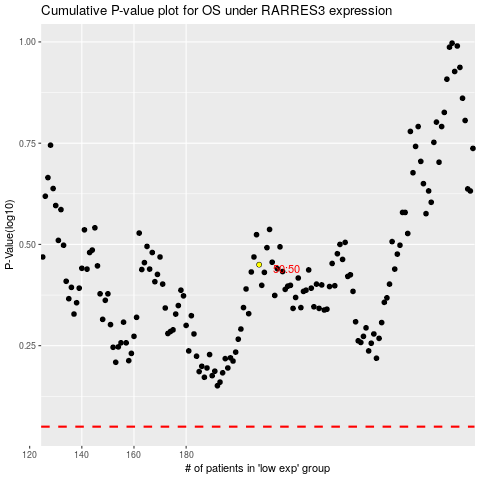 Cumulative P-value plot for OS under RARRES3 expression
P-Value(log10)
1.00
0.75
0.50
0.25
50:50
120 140 160 180
# of patients in 'low exp' group